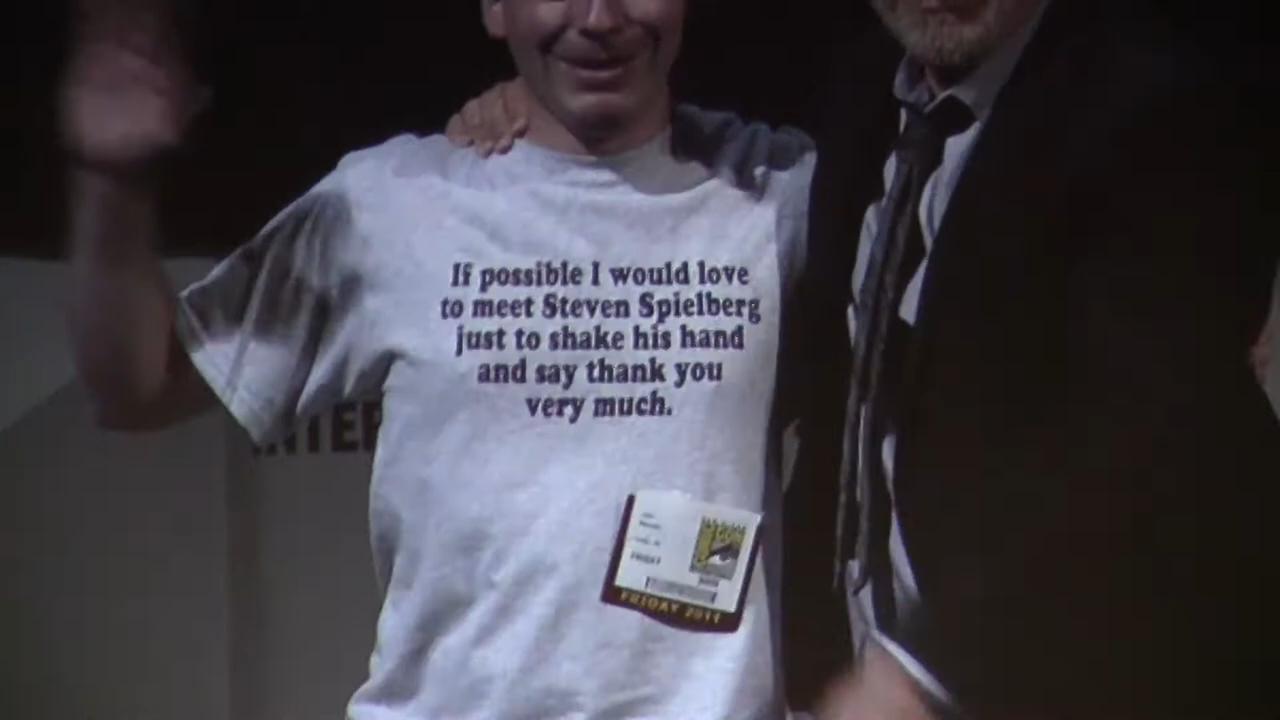 If possible I would love
to meet Steven Spielberg
just to shake his hand
and say thank you
very much.
INTER
FRIDAY 2011